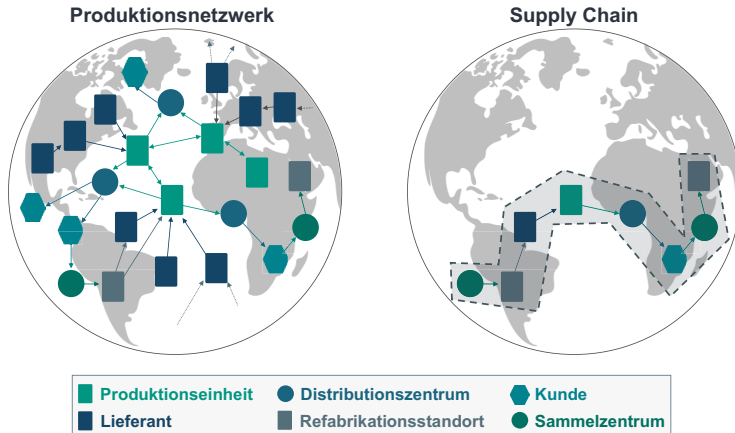 Produktionsnetzwerk
Supply Chain
Produktionseinheit
Distributionszentrum
Kunde
Lieferant
Refabrikationsstandort
Sammelzentrum